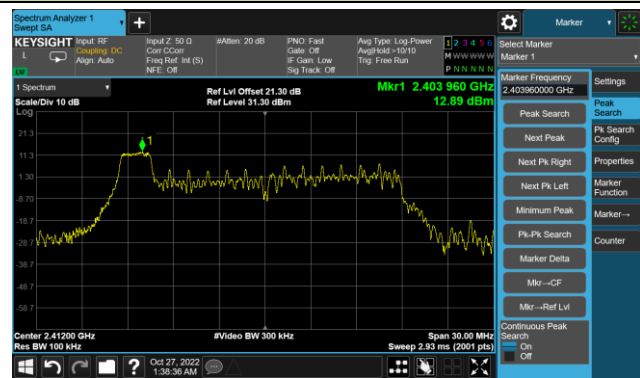 Spectrum Analyzer 1
Swept SA
+
Marker
KEYSIGHT
L
LW
Input: RF
Coupling: DC
Align: Auto
Input Z: 50 Ω
Corr CCorr
Freq Ref: Int (S)
NFE: Off
#Atten: 20 dB
PNO: Fast
Gate: Off
IF Gain: Low
Sig Track: Off
Avg Type: Log-Power
Avg|Hold:>10/10
Trig: Free Run
1 2 3 4 5 6
M W W W W W
P N N N N N
Select Marker
Marker 1
1 Spectrum
Scale/Div 10 dB
Log
Ref Lvl Offset 21.30 dB
Ref Level 31.30 dBm
Mkr1 2.403 960 GHz
12.89 dBm
21.3
11.3
1.30
-8.70
-18.7
-28.7
-38.7
-48.7
-58.7
1
Center 2.41200 GHz
Res BW 100 kHz
#Video BW 300 kHz
Span 30.00 MHz
Sweep 2.93 ms (2001 pts)
Marker Frequency
2.403960000 GHz
Peak Search
Next Peak
Next Pk Right
Next Pk Left
Minimum Peak
Pk-Pk Search
Marker Delta
Mkr→CF
Mkr→Ref Lvl
Continuous Peak
Search
On
Off
Settings
Peak
Search
Pk Search
Config
Properties
Marker
Function
Marker→
Counter
?
Oct 27, 2022
1:38:36 AM